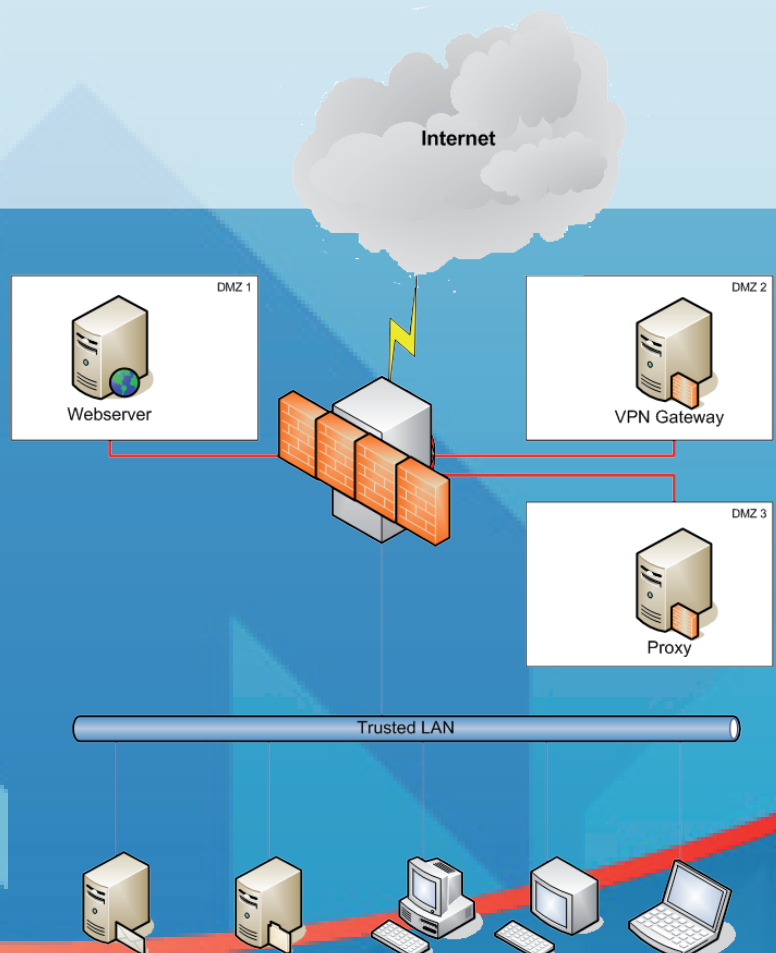 Internet
DMZ 1
Webserver
DMZ 2
VPN Gateway
DMZ 3
Proxy
Trusted LAN